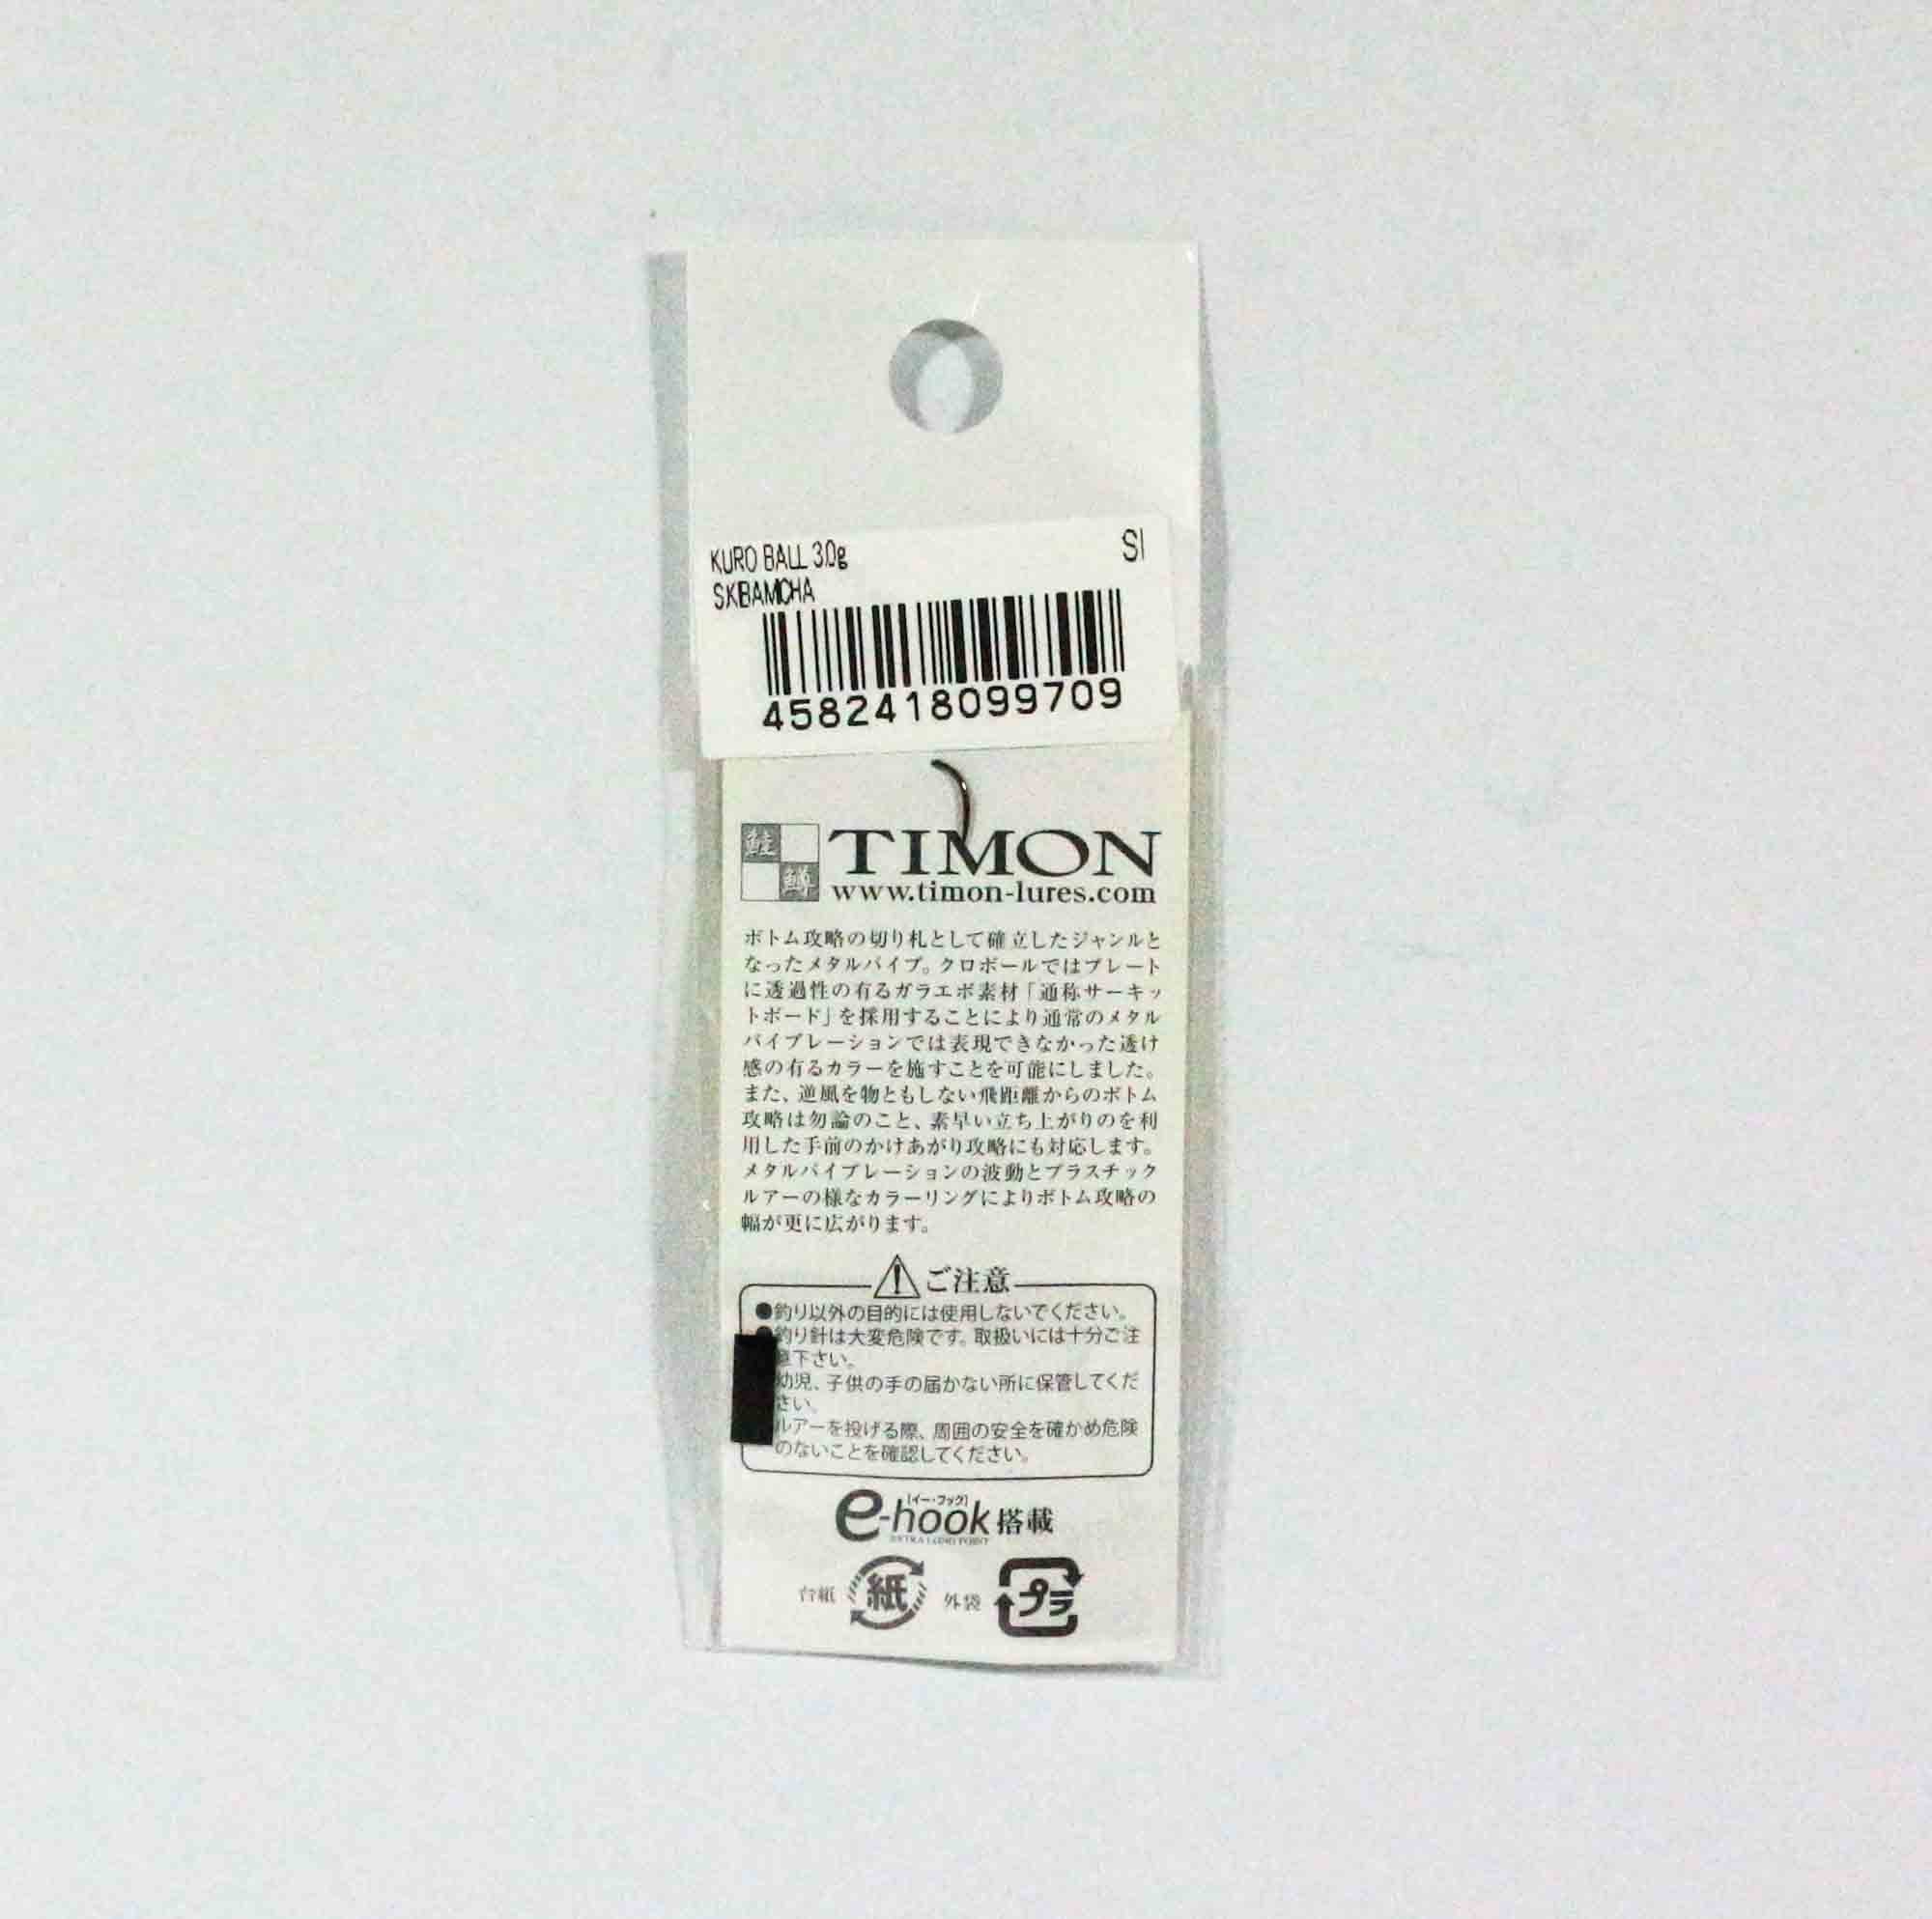 KURO BALL 3.0g
SI
4582418099709
鮭
鱒
TIMON
www.timon-lures.com
ボトム攻略の切り札として確立したジャンルと
なったメタルバイブ。クロボールではプレート
に透過性の有るガラエポ素材「通称サーキッ
トボード」を採用することにより通常のメタル
バイブレーションでは表現できなかった透け
感の有るカラーを施すことを可能にしました。
また、逆風を物ともしない飛距離からのボトム
攻略は勿論のこと、素早い立ち上がりのを利
用した手前のかけあがり攻略にも対応します。
メタルバイブレーションの波動とプラスチック
ルアーの様なカラーリングによりボトム攻略の
幅が更に広がります。
ご注意
●釣り以外の目的には使用しないでください。
●釣り針は大変危険です。取扱いには十分ご注
意下さい。
幼児、子供の手の届かない所に保管してくだ
さい。
ルアーを投げる際、周囲の安全を確かめ危険
のないことを確認してください。
[イー・フック]
e-hook搭載
EXTRA LONG POINT
台紙 紙 外袋 プラ